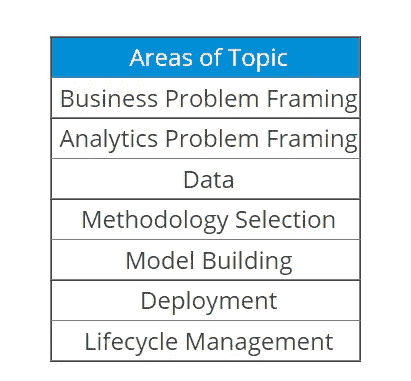 Areas of Topic
Business Problem Framing
Analytics Problem Framing
Data
Methodology Selection
Model Building
Deployment
Lifecycle Management